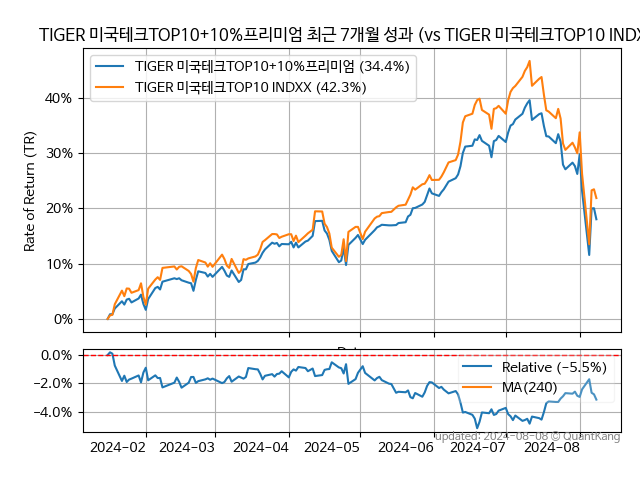 TIGER 미국테크TOP10+10%프리미엄 최근 7개월 성과 (vs TIGER 미국테크TOP10 INDX
TIGER 미국테크TOP10+10%프리미엄 (34.4%)
TIGER 미국테크TOP10 INDXX (42.3%)
Rate of Return (TR)
40%
30%
20%
10%
0%
0.0%
-2.0%
-4.0%
Relative (-5.5%)
MA(240)
updated: 2024-08-08 © QuantKang
2024-02 2024-03 2024-04 2024-05 2024-06 2024-07 2024-08